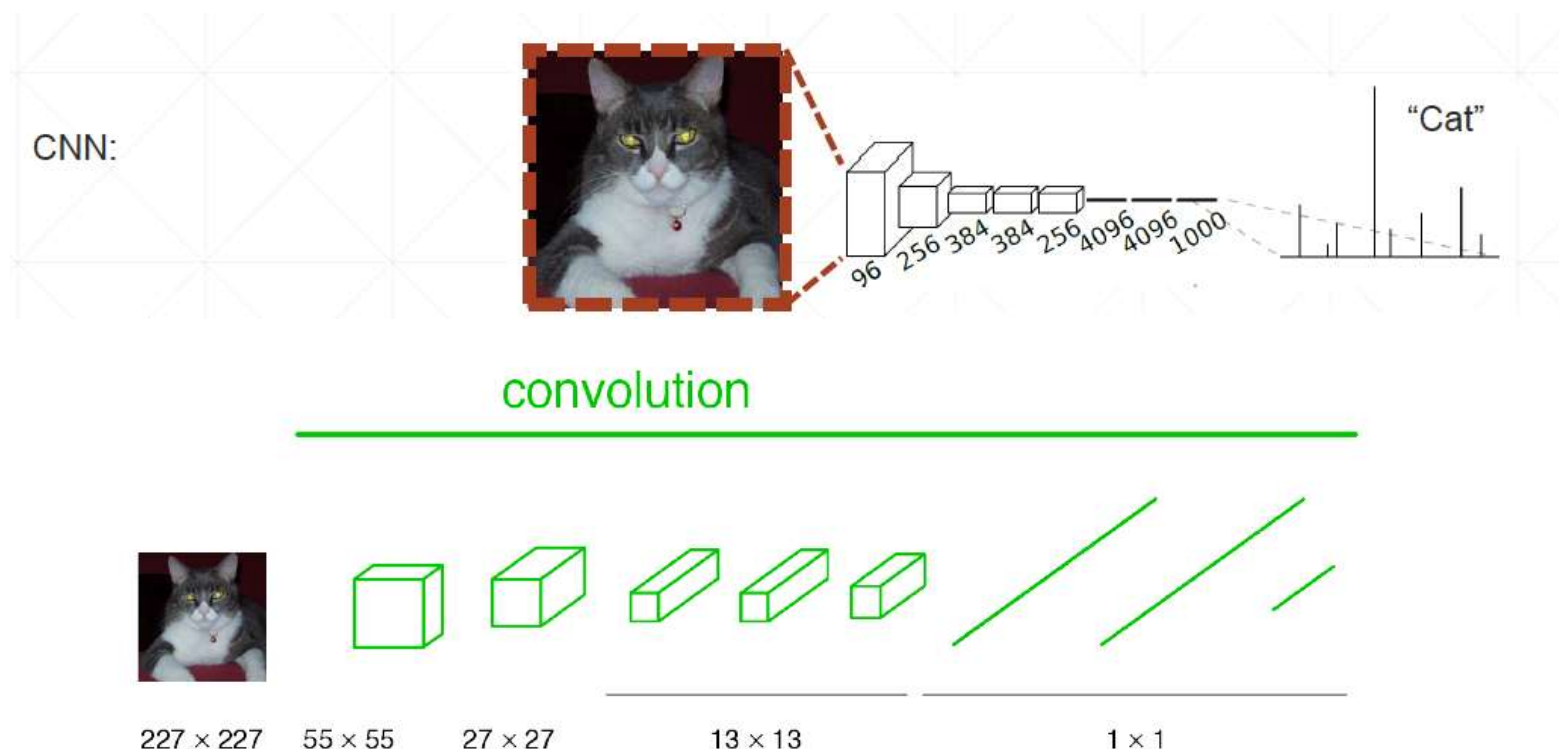 CNN:
"Cat"
96 256 384 384 256 4096 4096 1000
convolution
227 × 227 55 × 55 27 × 27 13 × 13 1 × 1